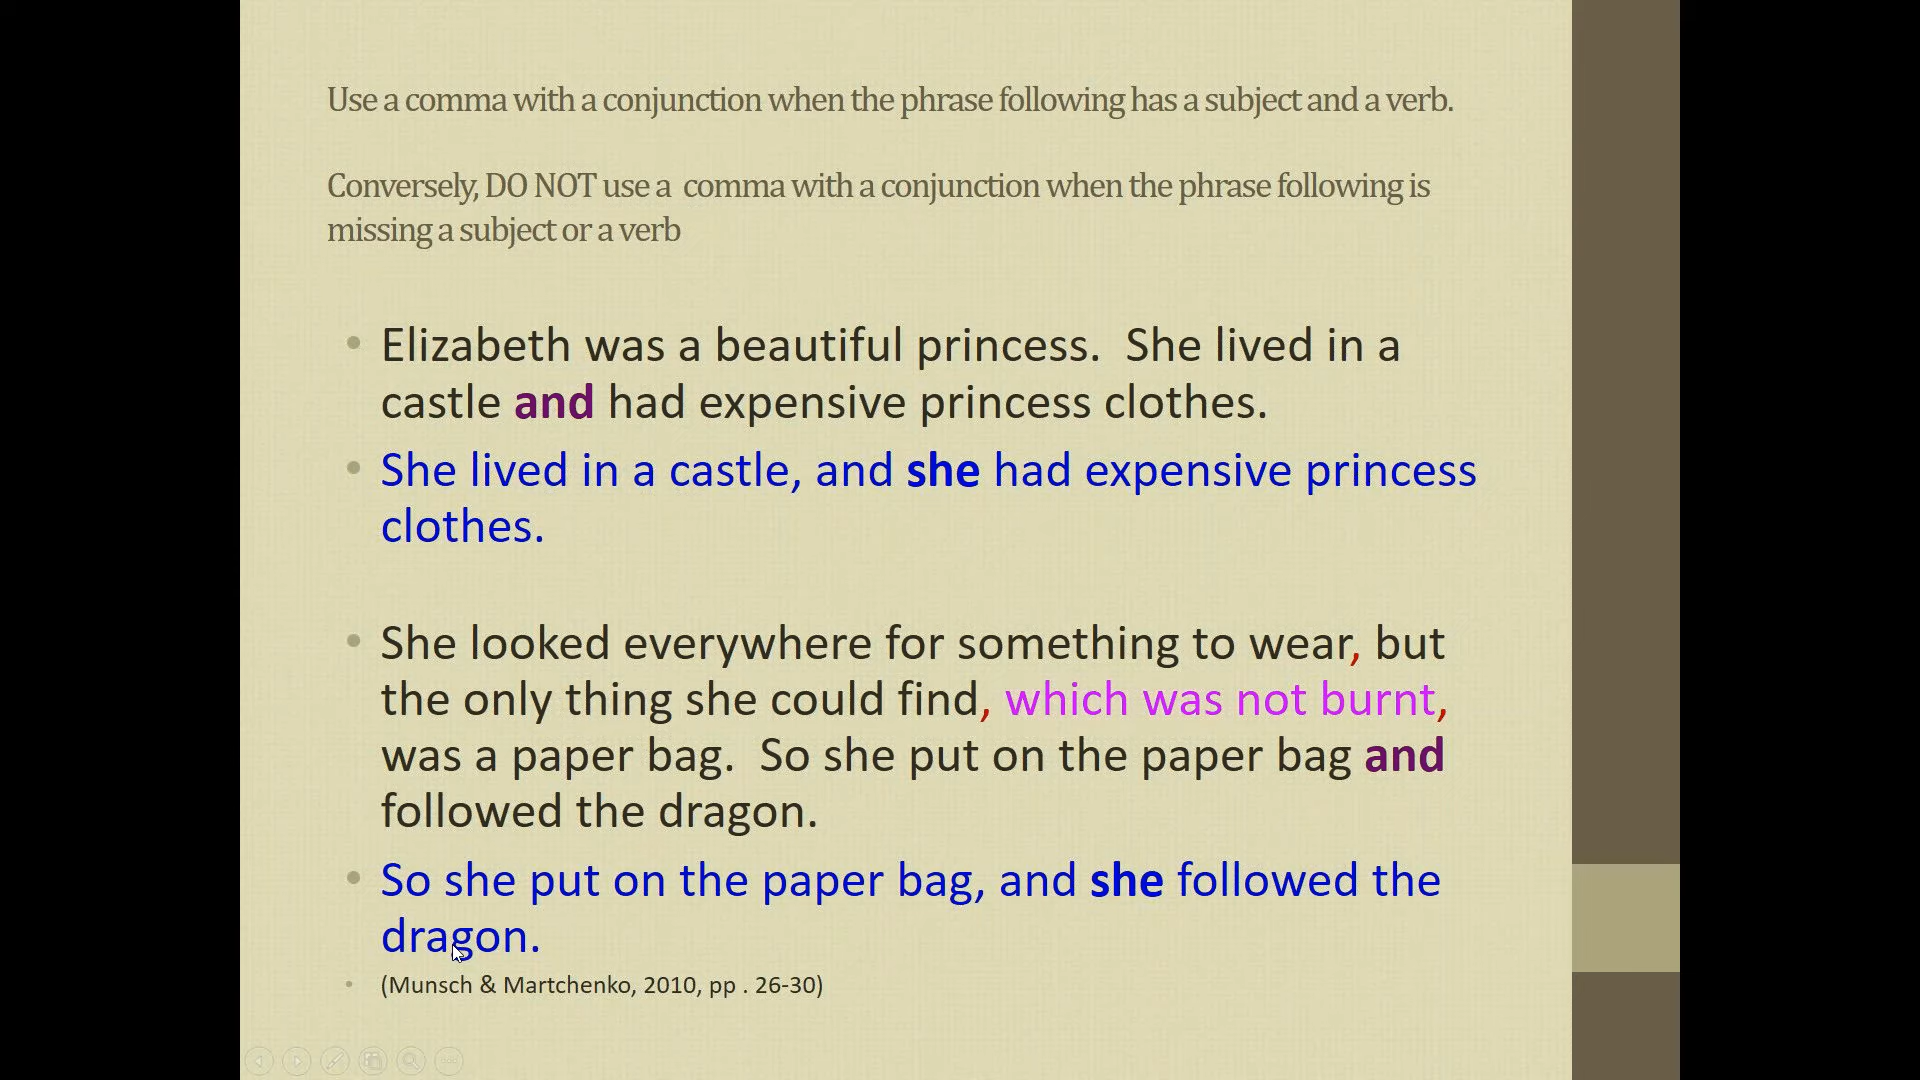 Use a comma with a conjunction when the phrase following has a subject and a verb.
Conversely, DO NOT use a  comma with a conjunction when the phrase following is
missing a subject or a verb
• Elizabeth was a beautiful princess.  She lived in a
castle and had expensive princess clothes.
• She lived in a castle, and she had expensive princess
clothes.
• She looked everywhere for something to wear, but
the only thing she could find, which was not burnt,
was a paper bag.  So she put on the paper bag and
followed the dragon.
• So she put on the paper bag, and she followed the
dragon.
• (Munsch & Martchenko, 2010, pp . 26-30)